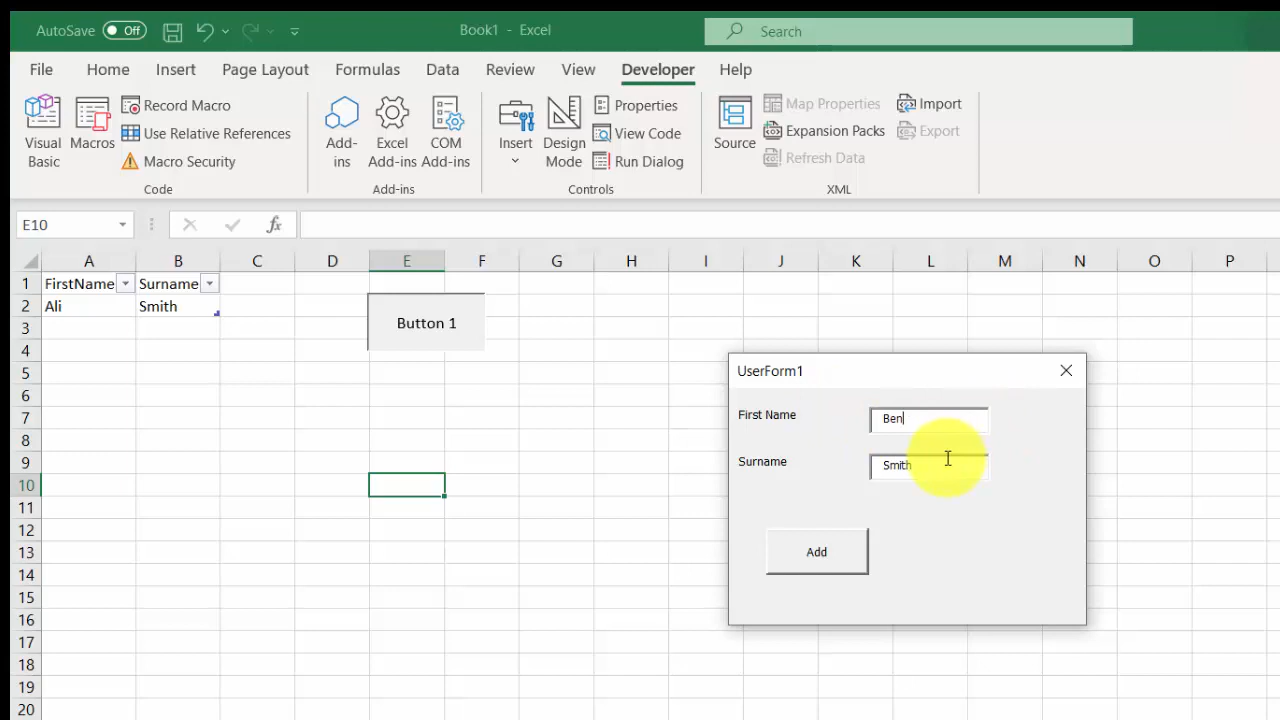 AutoSave Off Book1 - Excel Search
File Home Insert Page Layout Formulas Data Review View Developer Help
Visual Basic
Macros
Record Macro
Use Relative References
Macro Security
Code
Add-ins
Excel Add-ins
COM Add-ins
Add-ins
Insert
Design Mode
Properties
View Code
Run Dialog
Controls
Source
Map Properties
Expansion Packs
Refresh Data
Import
Export
XML
E10 fx
A B C D E F G H I J K L M N O P
1 FirstName Surname
2 Ali Smith
3
4
5
6
7
8
9
10
11
12
13
14
15
16
17
18
19
20
Button 1
UserForm1
First Name Ben
Surname Smith
Add